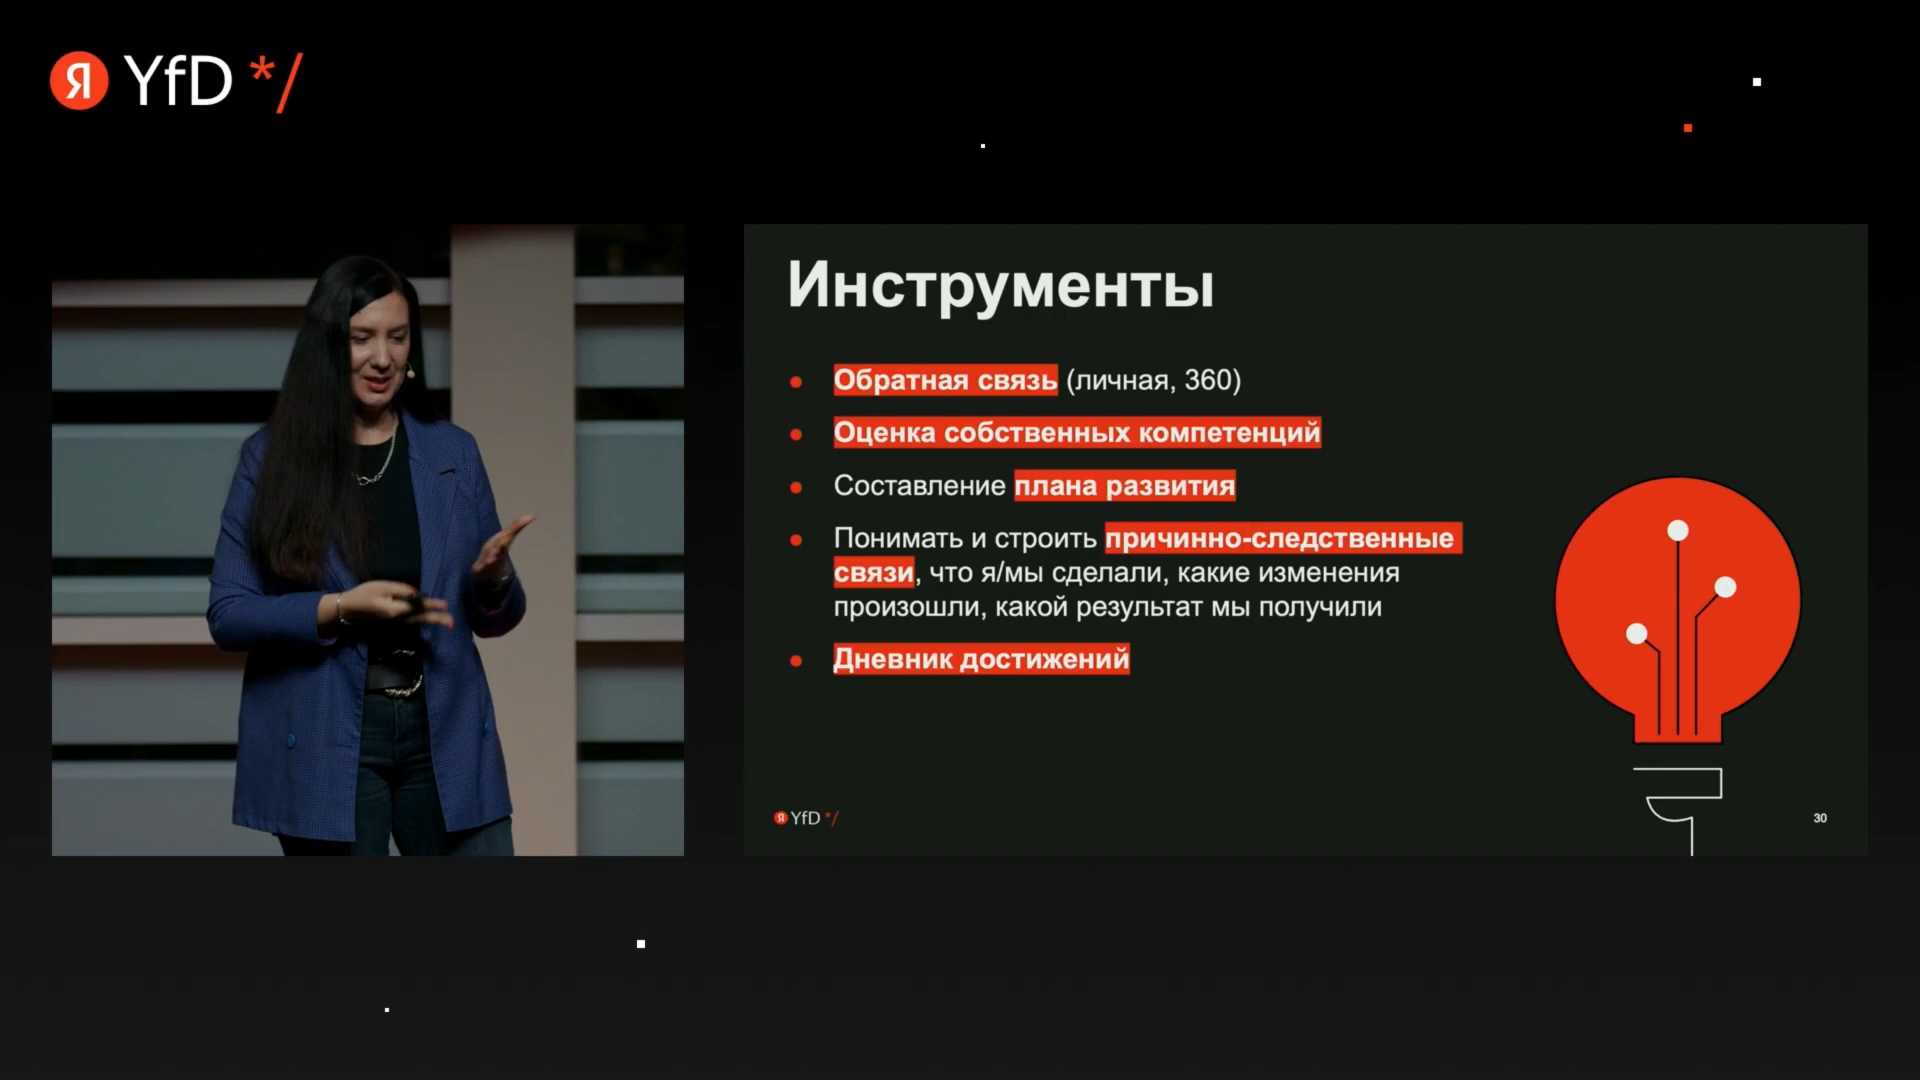 Я YfD */
Инструменты
Обратная связь (личная, 360)
Оценка собственных компетенций
Составление плана развития
Понимать и строить причинно-следственные
связи, что я/мы сделали, какие изменения
произошли, какой результат мы получили
Дневник достижений
Я YfD */
30